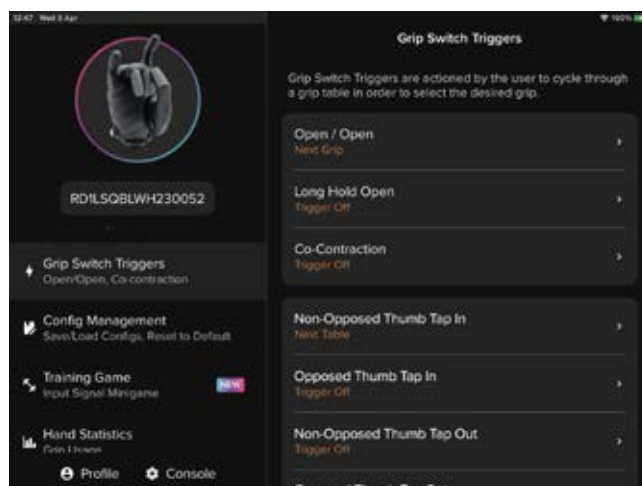 12:47 Wed 3 Apr
100%
RD1LSQBLWH230052
Grip Switch Triggers
Open/Open, Co-contraction
Config Management
Save/Load Configs, Reset to Default
Training Game
NEW
Input Signal Minigame
Hand Statistics
Grip Usage
Profile
Console
Grip Switch Triggers
Grip Switch Triggers are actioned by the user to cycle through
a grip table in order to select the desired grip.
Open / Open
Next Grip
Long Hold Open
Trigger Off
Co-Contraction
Trigger Off
Non-Opposed Thumb Tap In
Next Table
Opposed Thumb Tap In
Trigger Off
Non-Opposed Thumb Tap Out
Trigger Off